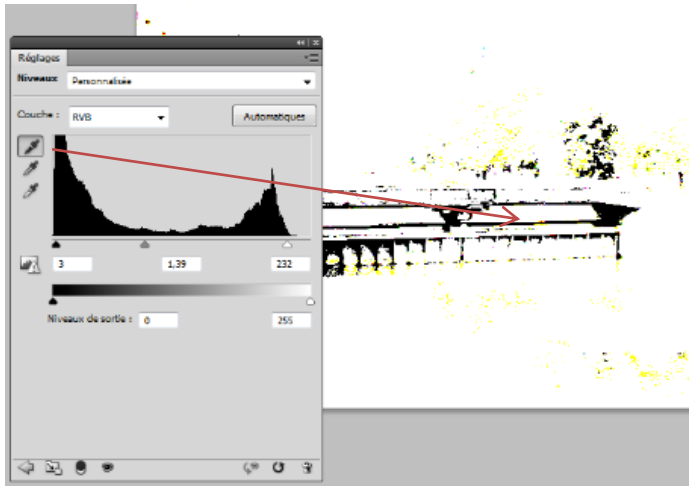 Réglages
Niveaux Personnalisée
Couche : RVB Automatiques
3 1,39 232
Niveaux de sortie : 0 255